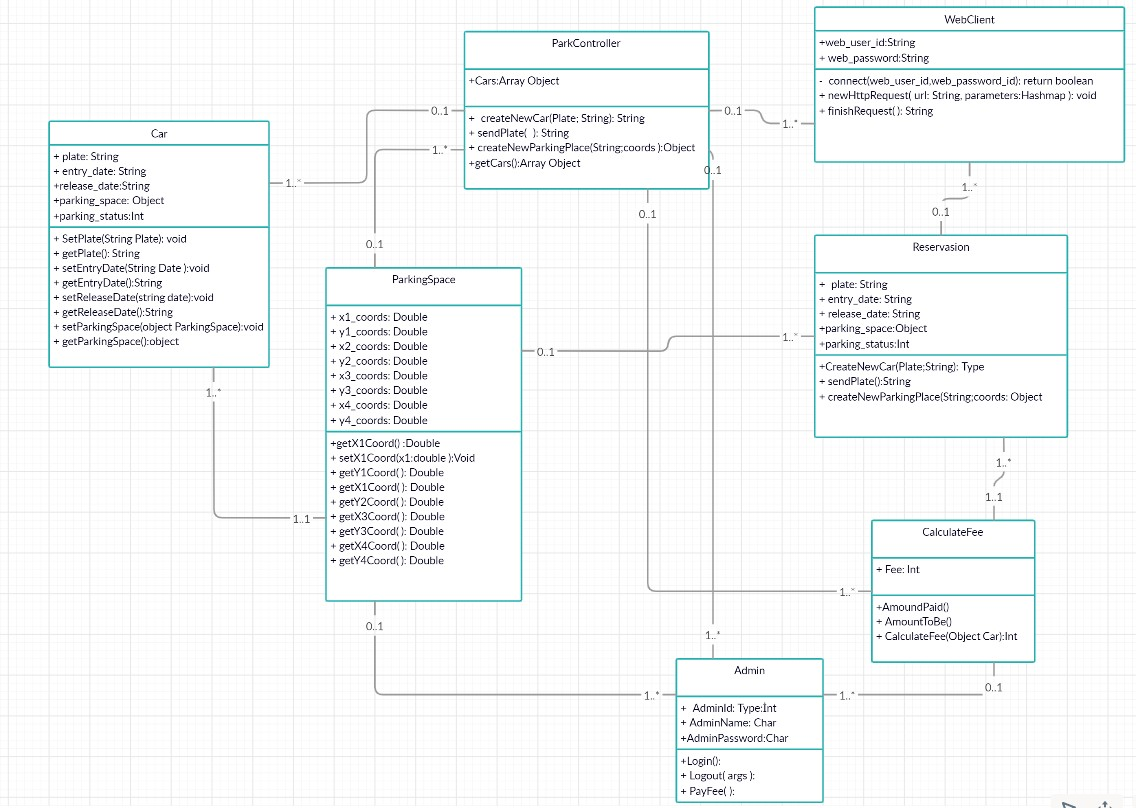 WebClient
+web_user_id:String
+ web_password:String
- connect(web_user_id,web_password_id); return boolean
+ newHttpRequest( url: String, parameters:Hashmap ): void
+ finishRequest( ): String
ParkController
+Cars:Array Object
+ createNewCar(Plate; String): String
+ sendPlate( ): String
+ createNewParkingPlace(String;coords ):Object
+getCars():Array Object
0..1
1..*
0..1
0..1
1..*
0..1
1..*
0..1
Car
+ plate: String
+ entry_date: String
+release_date:String
+parking_space: Object
+parking_status:Int
+ SetPlate(String Plate): void
+ getPlate(): String
+ setEntryDate(String Date ):void
+ getEntryDate():String
+ setReleaseDate(string date):void
+ getReleaseDate():String
+ setParkingSpace(object ParkingSpace):void
+ getParkingSpace():object
1..*
1..*
0..1
Reservasion
+ plate: String
+ entry_date: String
+ release_date: String
+parking_space:Object
+parking_status:Int
+CreateNewCar(Plate;String): Type
+ sendPlate():String
+ createNewParkingPlace(String;coords: Object
0..1
ParkingSpace
+ x1_coords: Double
+ y1_coords: Double
+ x2_coords: Double
+ y2_coords: Double
+ x3_coords: Double
+ y3_coords: Double
+ x4_coords: Double
+ y4_coords: Double
+getX1Coord() :Double
+ setX1Coord(x1:double ):Void
+ getY1Coord( ): Double
+ getX1Coord( ): Double
+ getY2Coord( ): Double
+ getX3Coord( ): Double
+ getY3Coord( ): Double
+ getX4Coord( ): Double
+ getY4Coord( ): Double
0..1
1..*
1..*
1..1
1..1
1..*
CalculateFee
+ Fee: Int
+AmoundPaid()
+ AmountToBe()
+ CalculateFee(Object Car):Int
1..*
0..1
1..*
Admin
+ AdminId: Type:Int
+ AdminName: Char
+AdminPassword:Char
+Login():
+ Logout( args ):
+ PayFee( ):
1..*
1..*
0..1